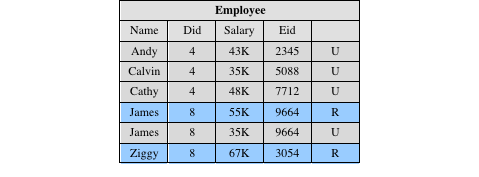 Employee
Name Did Salary Eid
Andy 4 43K 2345 U
Calvin 4 35K 5088 U
Cathy 4 48K 7712 U
James 8 55K 9664 R
James 8 35K 9664 U
Ziggy 8 67K 3054 R